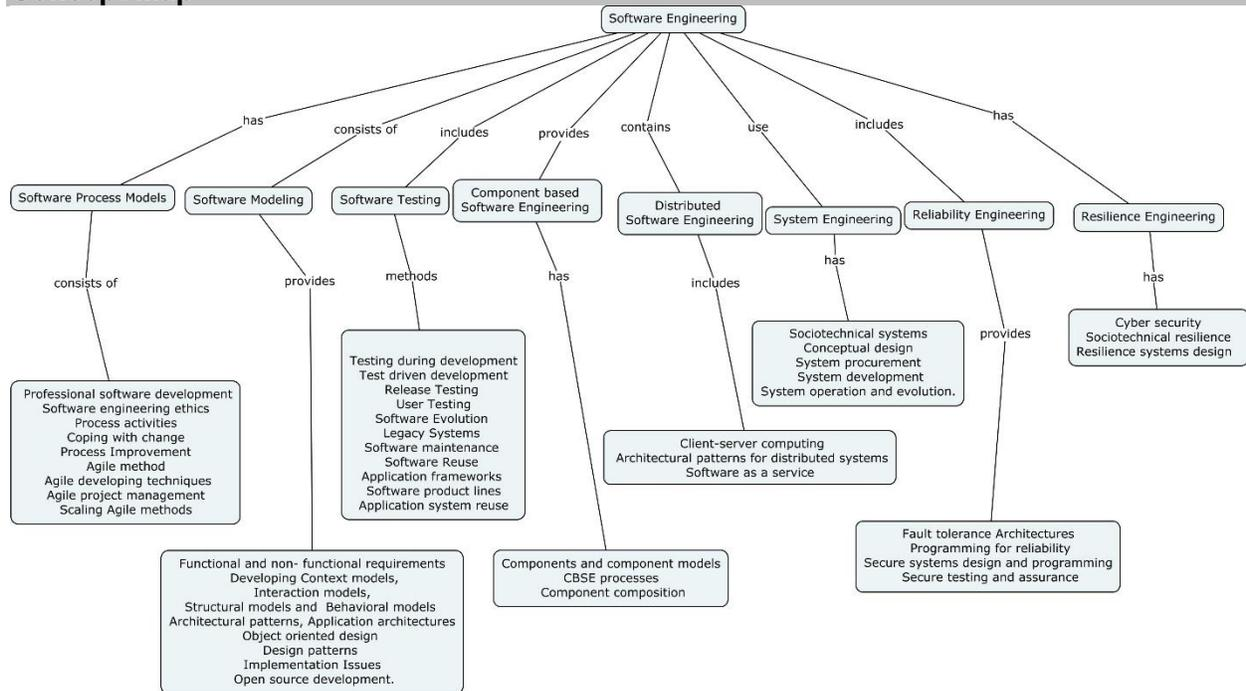 Software Engineering
has
consists of
includes
provides
contains
use
includes
has
Software Process Models
Software Modeling
Software Testing
Component based
Software Engineering
Distributed
Software Engineering
System Engineering
Reliability Engineering
Resilience Engineering
consists of
provides
methods
has
includes
has
provides
has
Professional software development
Software engineering ethics
Process activities
Coping with change
Process Improvement
Agile method
Agile developing techniques
Agile project management
Scaling Agile methods
Functional and non- functional requirements
Developing Context models,
Interaction models,
Structural models and Behavioral models
Architectural patterns, Application architectures
Object oriented design
Design patterns
Implementation Issues
Open source development.
Testing during development
Test driven development
Release Testing
User Testing
Software Evolution
Legacy Systems
Software maintenance
Software Reuse
Application frameworks
Software product lines
Application system reuse
Components and component models
CBSE processes
Component composition
Client-server computing
Architectural patterns for distributed systems
Software as a service
Sociotechnical systems
Conceptual design
System procurement
System development
System operation and evolution.
Fault tolerance Architectures
Programming for reliability
Secure systems design and programming
Secure testing and assurance
Cyber security
Sociotechnical resilience
Resilience systems design